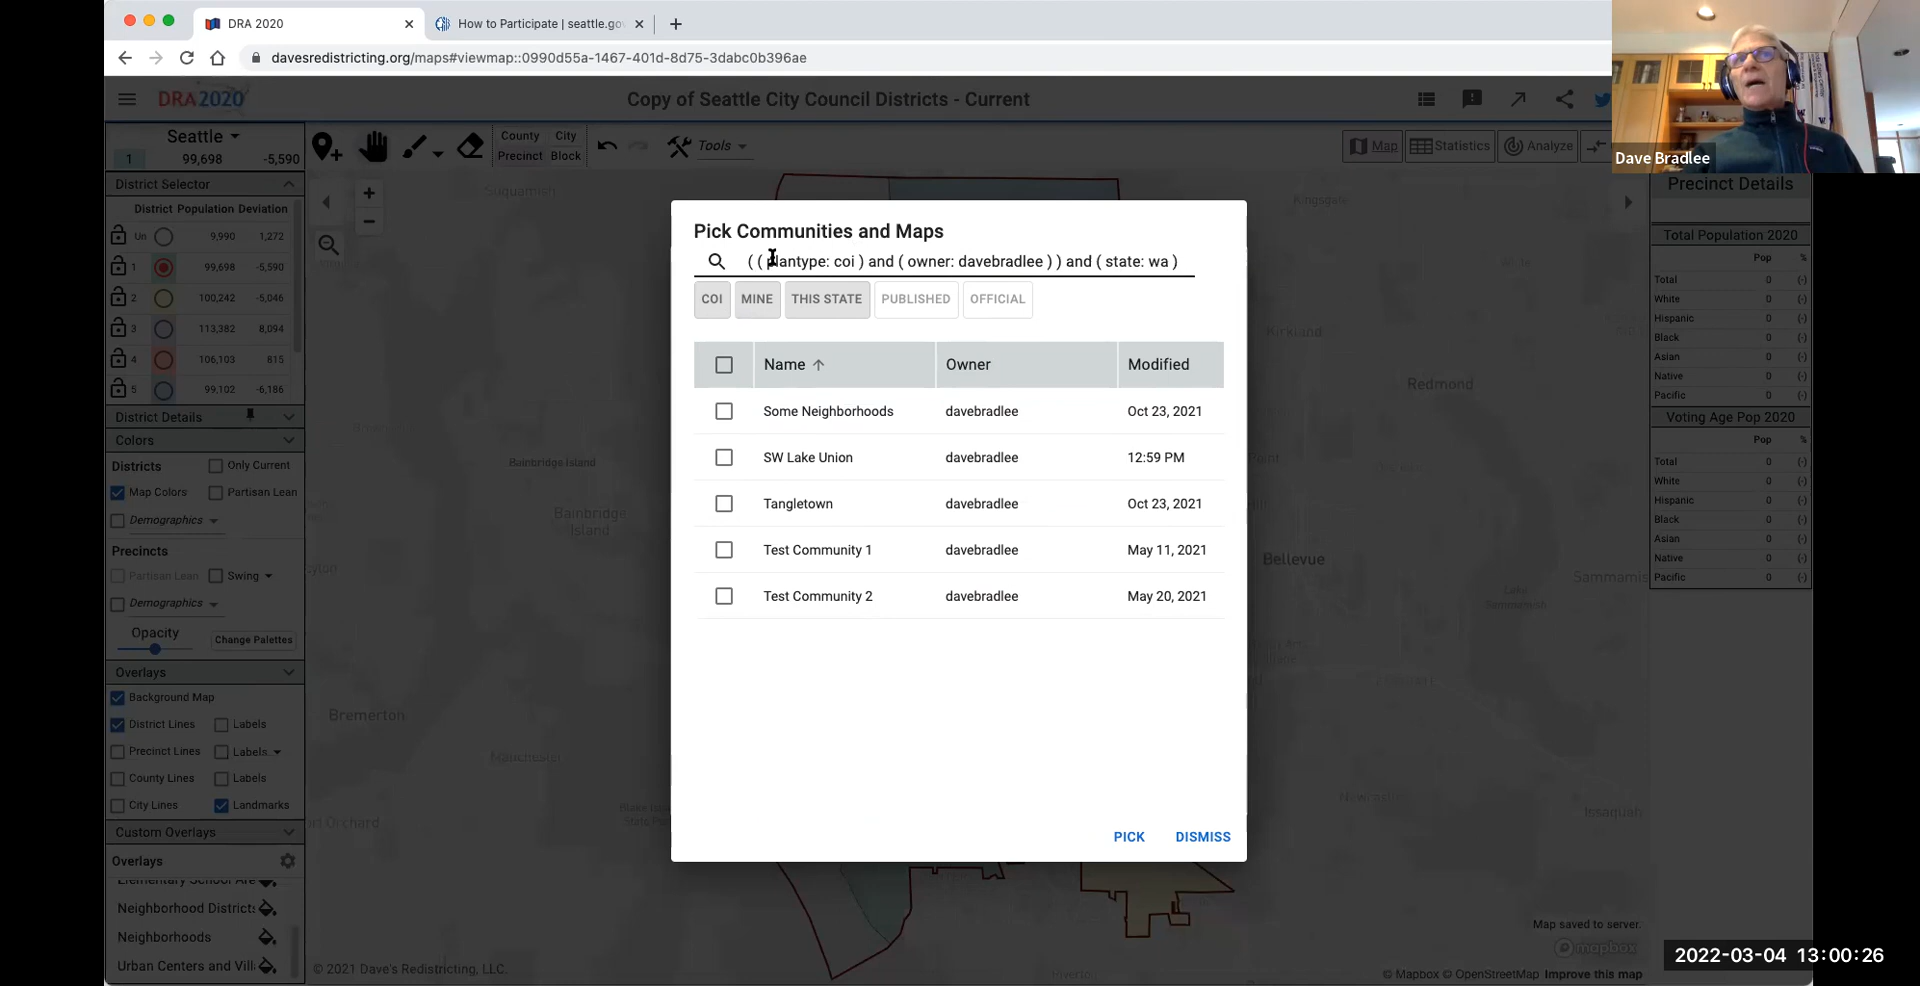 DRA 2020
How to Participate | seattle.go
davesredistricting.org/maps#viewmap::0990d55a-1467-401d-8d75-3dabc0b396ae
DRA2020
Copy of Seattle City Council Districts - Current
Seattle
1 99,698 -5,590
County City
Precinct Block
Tools
Map
Statistics
Analyze
Dave Bradlee
District Selector
District Population Deviation
Un 9,990 1,272
1 99,698 -5,590
2 100,242 -5,046
3 113,382 8,094
4 106,103 815
5 99,102 -6,186
District Details
Colors
Districts Only Current
Map Colors Partisan Lean
Demographics
Precincts
Partisan Lean Swing
Demographics
Opacity Change Palettes
Overlays
Background Map
District Lines Labels
Precinct Lines Labels..
County Lines Labels
City Lines Landmarks
Custom Overlays
Overlays
Elementary School Are
Neighborhood Districts
Neighborhoods
Urban Centers and Vill
Suquamish
Kingsgate
Kirkland
Redmond
Bainbridge Island
Bainbridge
Island
Bellevue
Sammamis
Bremerton
Manchester
Newcastle
Issaquah
Pick Communities and Maps
( ( plantype: coi ) and ( owner: davebradlee ) ) and ( state: wa )
COI MINE THIS STATE PUBLISHED OFFICIAL
Name Owner Modified
Some Neighborhoods davebradlee Oct 23, 2021
SW Lake Union davebradlee 12:59 PM
Tangletown davebradlee Oct 23, 2021
Test Community 1 davebradlee May 11, 2021
Test Community 2 davebradlee May 20, 2021
PICK DISMISS
Precinct Details
Total Population 2020
Pop %
Total 0 (-)
White 0 (-)
Hispanic 0 (-)
Black 0 (-)
Asian 0 (-)
Native 0 (-)
Pacific 0 (-)
Voting Age Pop 2020
Pop %
Total 0 (-)
White 0 (-)
Hispanic 0 (-)
Black 0 (-)
Asian 0 (-)
Native 0 (-)
Pacific 0 (-)
Map saved to server.
mapbox
© 2021 Dave's Redistricting, LLC.
© Mapbox © OpenStreetMap Improve this map
2022-03-04 13:00:26